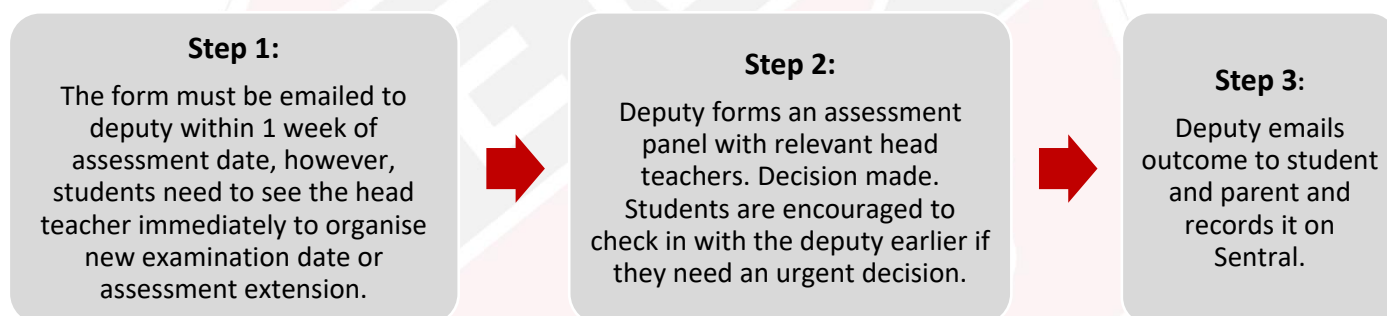 Step 1:
The form must be emailed to
deputy within 1 week of
assessment date, however,
students need to see the head
teacher immediately to organise
new examination date or
assessment extension.
Step 2:
Deputy forms an assessment
panel with relevant head
teachers. Decision made.
Students are encouraged to
check in with the deputy earlier if
they need an urgent decision.
Step 3:
Deputy emails
outcome to student
and parent and
records it on
Sentral.